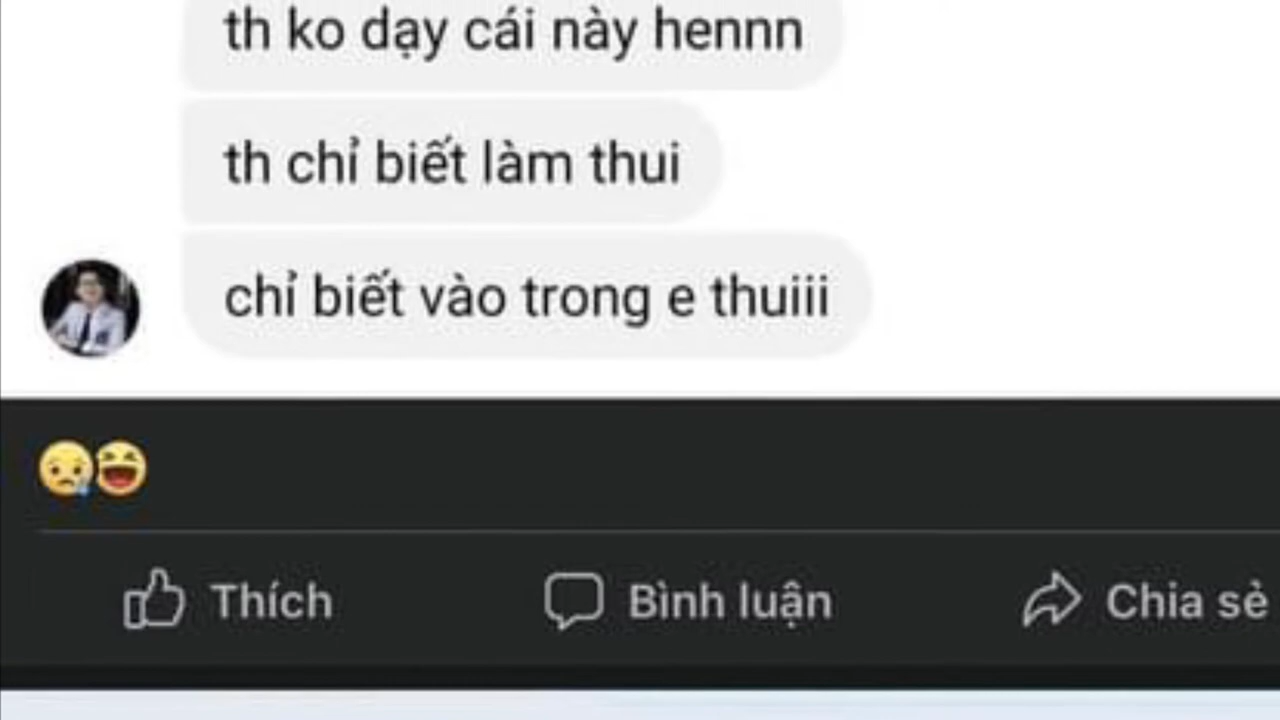 th ko dạy cái này hennn
th chỉ biết làm thui
chỉ biết vào trong e thuiii
Thích
Bình luận
Chia sẻ